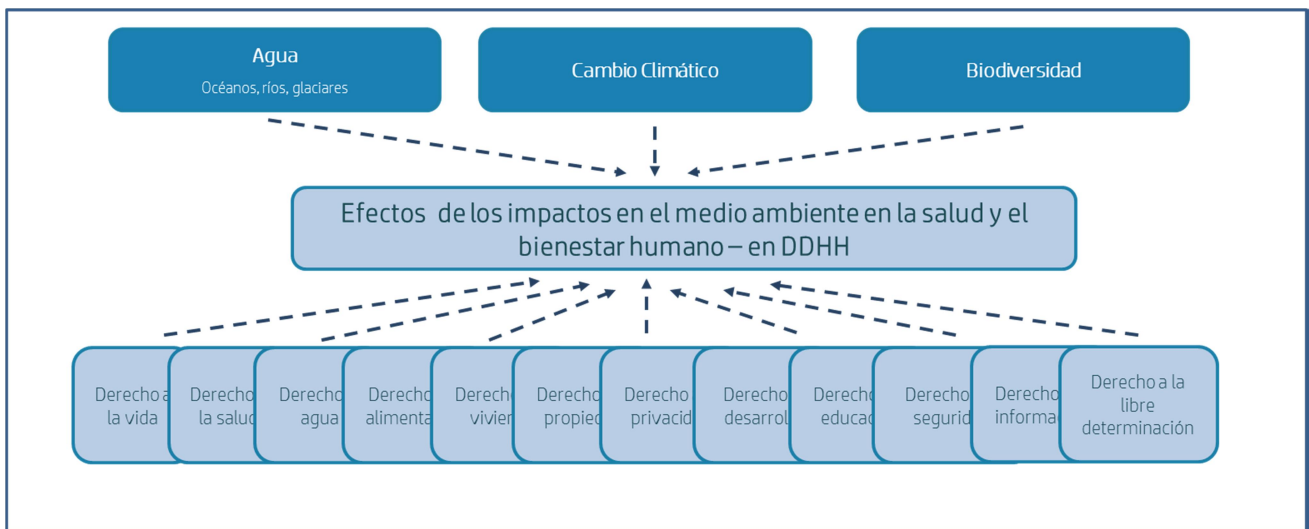 Agua
Océanos, ríos, glaciares
Cambio Climático
Biodiversidad
Efectos de los impactos en el medio ambiente en la salud y el
bienestar humano – en DDHH
Derecho a
la vida
Derecho
la salud
Derecho
agua
Derecho
alimenta
Derecho
vivien
Derecho
propied
Derecho
privacid
Derecho
desarrol
Derecho
educac
Derecho
segurid
Derecho
informa
Derecho a la
libre
determinación